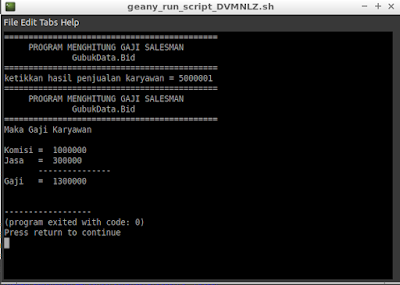 geany_run_script_DVMNLZ.sh
File Edit Tabs Help
===========================================
PROGRAM MENGHITUNG GAJI SALESMAN
GubukData.Bid
===========================================
ketikkan hasil penjualan karyawan = 5000001
===========================================
PROGRAM MENGHITUNG GAJI SALESMAN
GubukData.Bid
===========================================
Maka Gaji Karyawan
Komisi = 1000000
Jasa = 300000
---------------
Gaji = 1300000
------------------
(program exited with code: 0)
Press return to continue